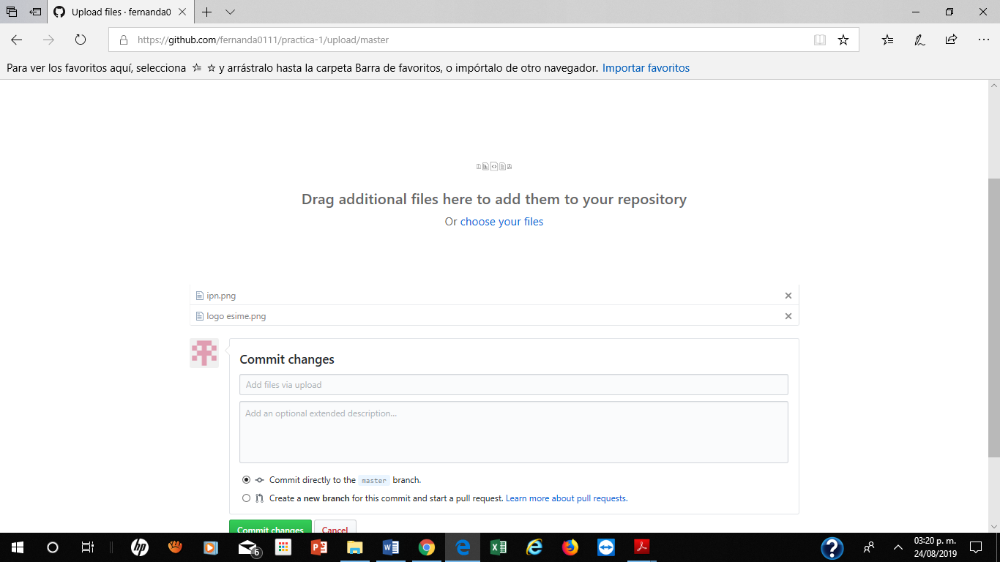 Upload files · fernanda0
https://github.com/fernanda0111/practica-1/upload/master
Para ver los favoritos aquí, selecciona y arrástralo hasta la carpeta Barra de favoritos, o impórtalo de otro navegador. Importar favoritos
Drag additional files here to add them to your repository
Or choose your files
ipn.png
logo esime.png
Commit changes
Add files via upload
Add an optional extended description...
Commit directly to the master branch.
Create a new branch for this commit and start a pull request. Learn more about pull requests.
Commit changes Cancel
6
03:20 p. m.
24/08/2019